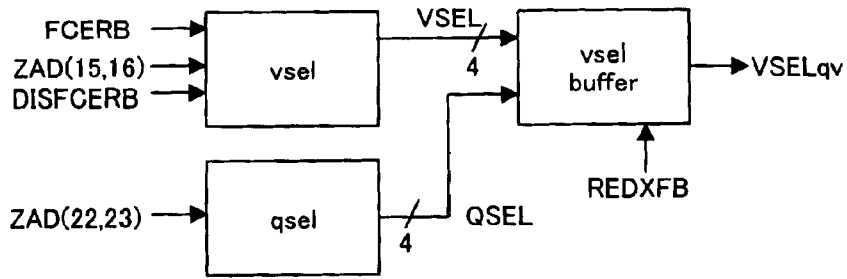 FCERB
VSEL
ZAD(15,16)
vsel
4
vsel
buffer
VSELqv
DISFCERB
REDXFB
ZAD(22,23)
qsel
4
QSEL